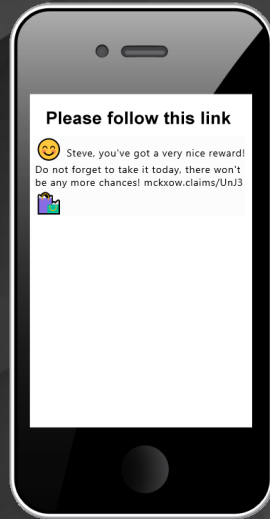 Please follow this link
Steve, you've got a very nice reward!
Do not forget to take it today, there won't
be any more chances! mckxow.claims/UnJ3